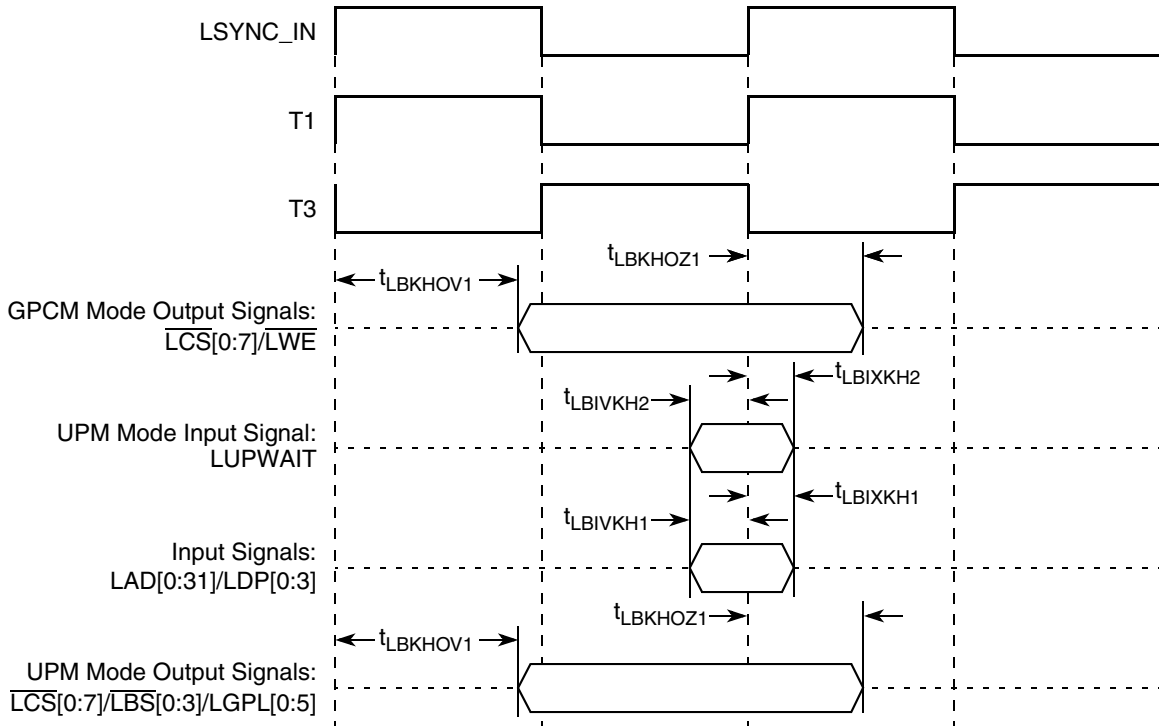 LSYNC_IN
T1
T3
tLBKHOZ1
tLBKHOV1
GPCM Mode Output Signals:
LCS[0:7]/LWE
tLBIXKH2
tLBIVKH2
UPM Mode Input Signal:
LUPWAIT
tLBIXKH1
tLBIVKH1
Input Signals:
LAD[0:31]/LDP[0:3]
tLBKHOZ1
tLBKHOV1
UPM Mode Output Signals:
LCS[0:7]/LBS[0:3]/LGPL[0:5]